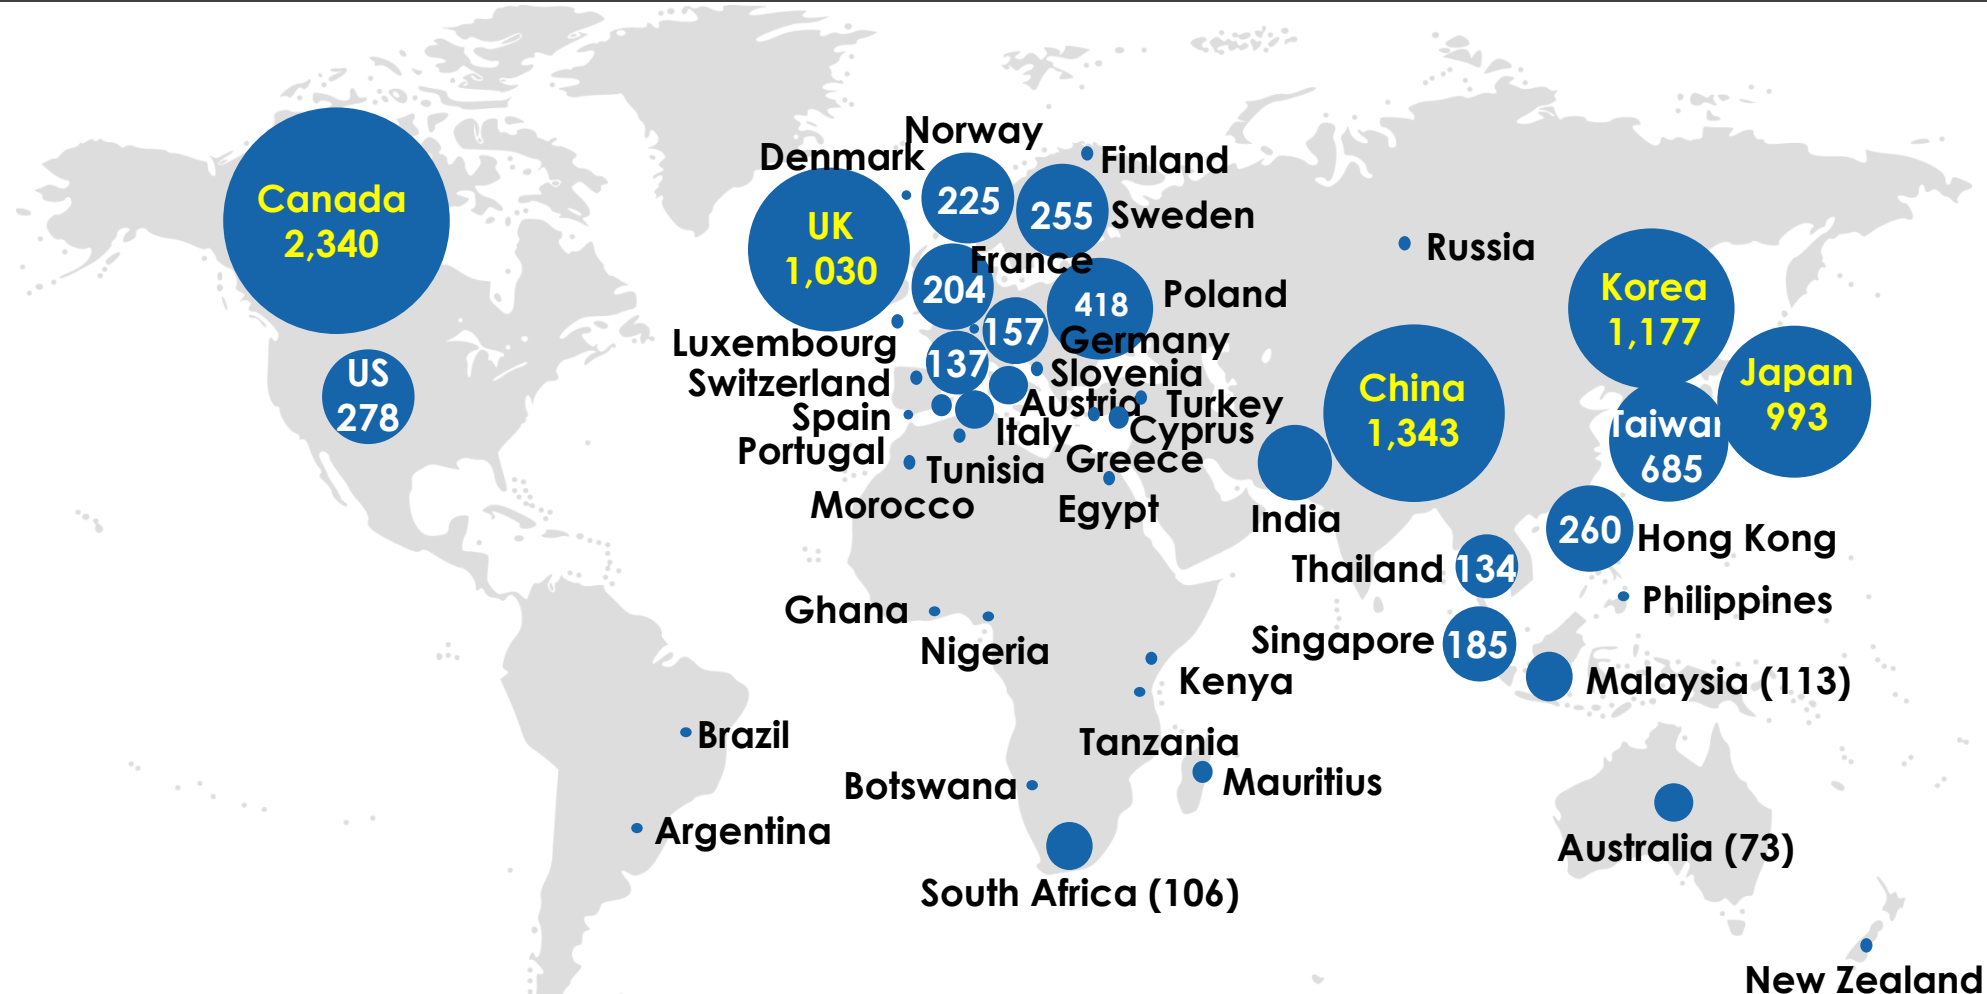 Norway
Denmark
Finland
Canada
2,340
225
255
Sweden
UK
1,030
Russia
France
204
418
Poland
Korea
1,177
157
Germany
Luxembourg
137
US
278
Switzerland
Slovenia
China
1,343
Japan
993
Spain
Austria
Turkey
Taiwan
685
Portugal
Italy
Cyprus
Tunisia
Greece
Morocco
Egypt
India
260
Hong Kong
Thailand
134
Ghana
Philippines
Nigeria
Singapore
185
Kenya
Malaysia (113)
Brazil
Tanzania
Botswana
Mauritius
Argentina
Australia (73)
South Africa (106)
New Zealand